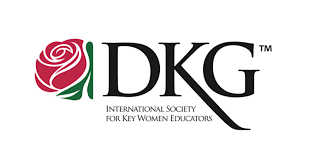 DKG™
INTERNATIONAL SOCIETY
FOR KEY WOMEN EDUCATORS